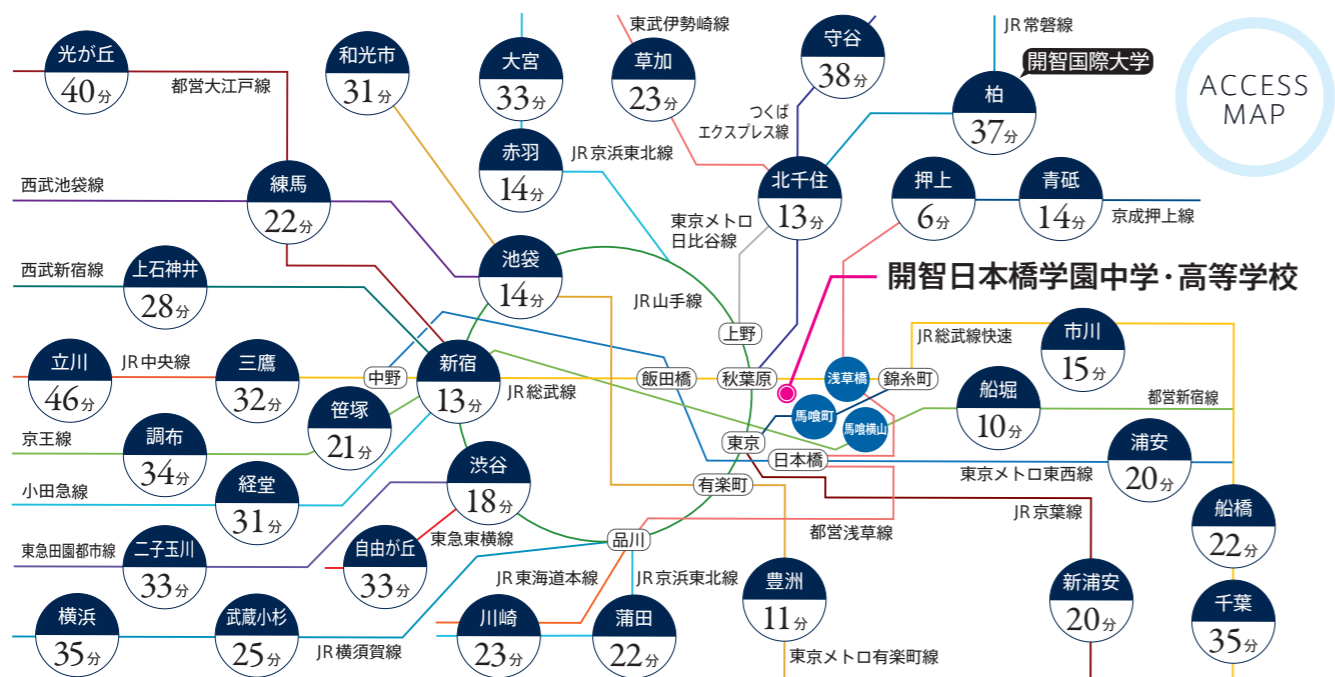 ACCESS
MAP
光が丘
40分
都営大江戸線
和光市
31分
大宮
33分
東武伊勢崎線
草加
23分
守谷
38分
JR常磐線
開智国際大学
柏
37分
つくば
エクスプレス線
赤羽
14分
JR京浜東北線
西武池袋線
練馬
22分
北千住
13分
押上
6分
青砥
14分
京成押上線
東京メトロ
日比谷線
西武新宿線
上石神井
28分
池袋
14分
JR山手線
開智日本橋学園中学・高等学校
上野
JR総武線快速
市川
15分
立川
46分
JR中央線
三鷹
32分
中野
新宿
13分
JR総武線
飯田橋
秋葉原
浅草橋
錦糸町
笹塚
21分
馬喰町
馬喰横山
船堀
10分
都営新宿線
京王線
調布
34分
東京
日本橋
浦安
20分
東京メトロ東西線
小田急線
経堂
31分
渋谷
18分
有楽町
JR京葉線
船橋
22分
東急田園都市線
二子玉川
33分
自由が丘
33分
東急東横線
品川
都営浅草線
JR東海道本線
JR京浜東北線
豊洲
11分
新浦安
20分
千葉
35分
横浜
35分
武蔵小杉
25分
JR横須賀線
川崎
23分
蒲田
22分
東京メトロ有楽町線